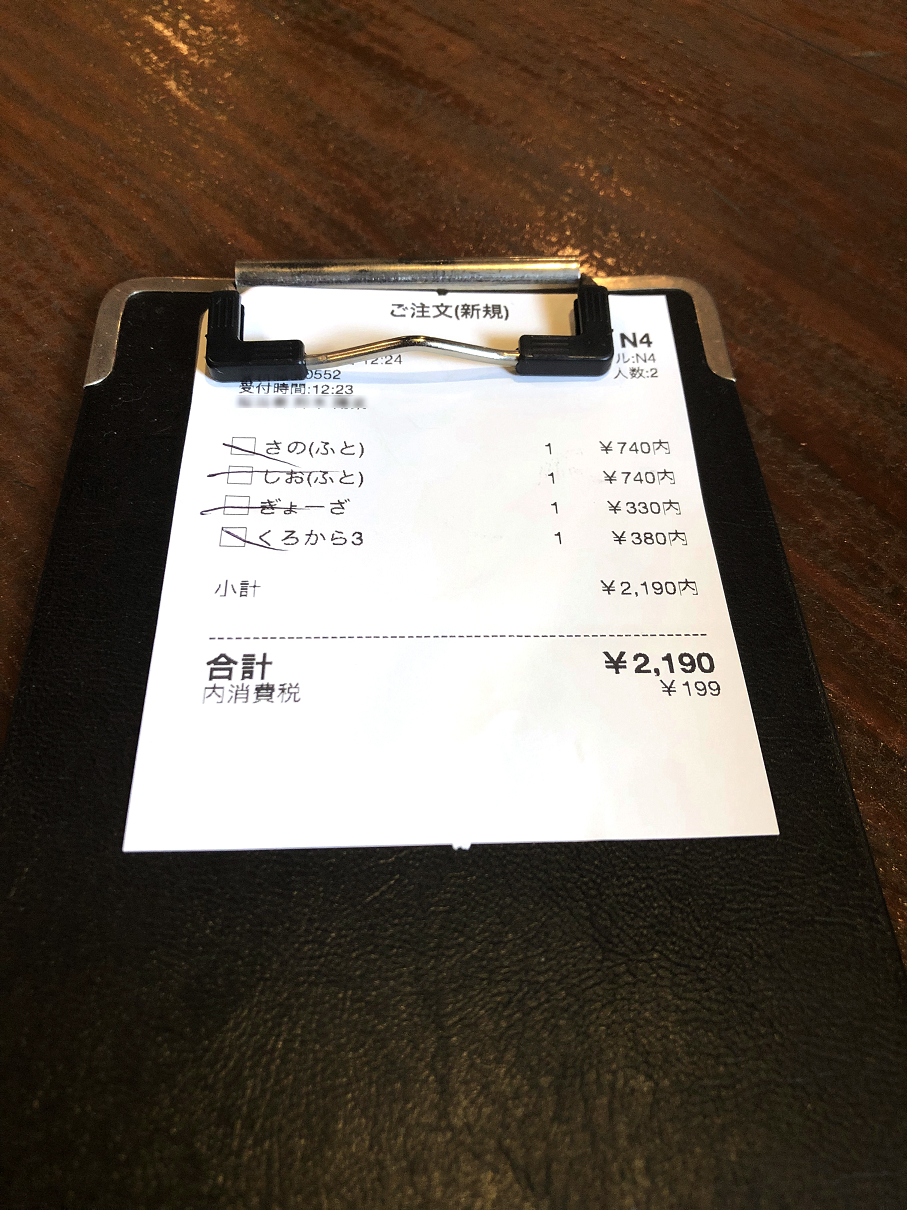 ご注文(新規)
N4
12:24
ル:N4
0552
人数:2
受付時間:12:23
さの(ふと) 1 ¥740内
しお(ふと) 1 ¥740内
ぎょーざ 1 ¥330内
くろから3 1 ¥380内
小計 ¥2,190内
合計 ¥2,190
内消費税 ¥199